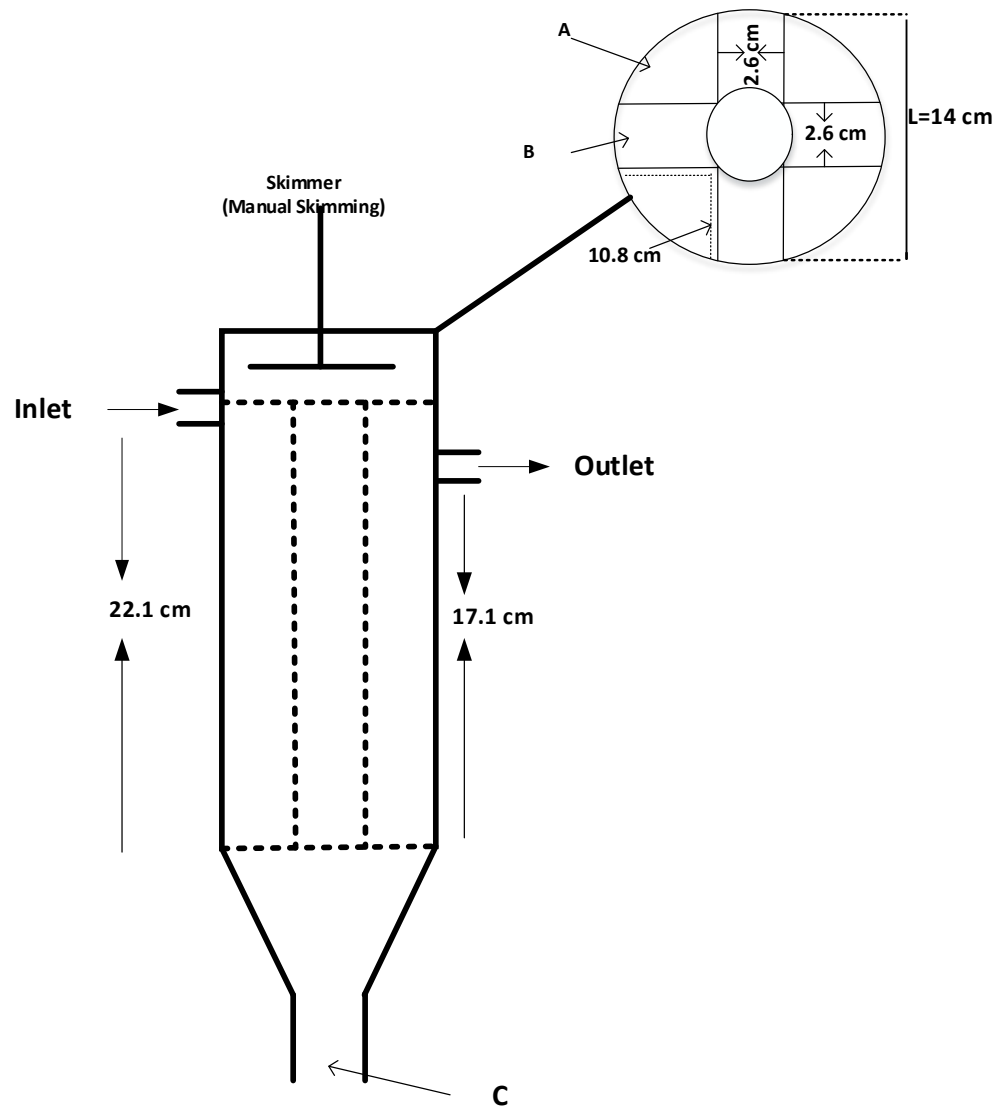 A
2.6 cm
L=14 cm
2.6 cm
B
Skimmer
(Manual Skimming)
10.8 cm
Inlet
Outlet
22.1 cm
17.1 cm
C